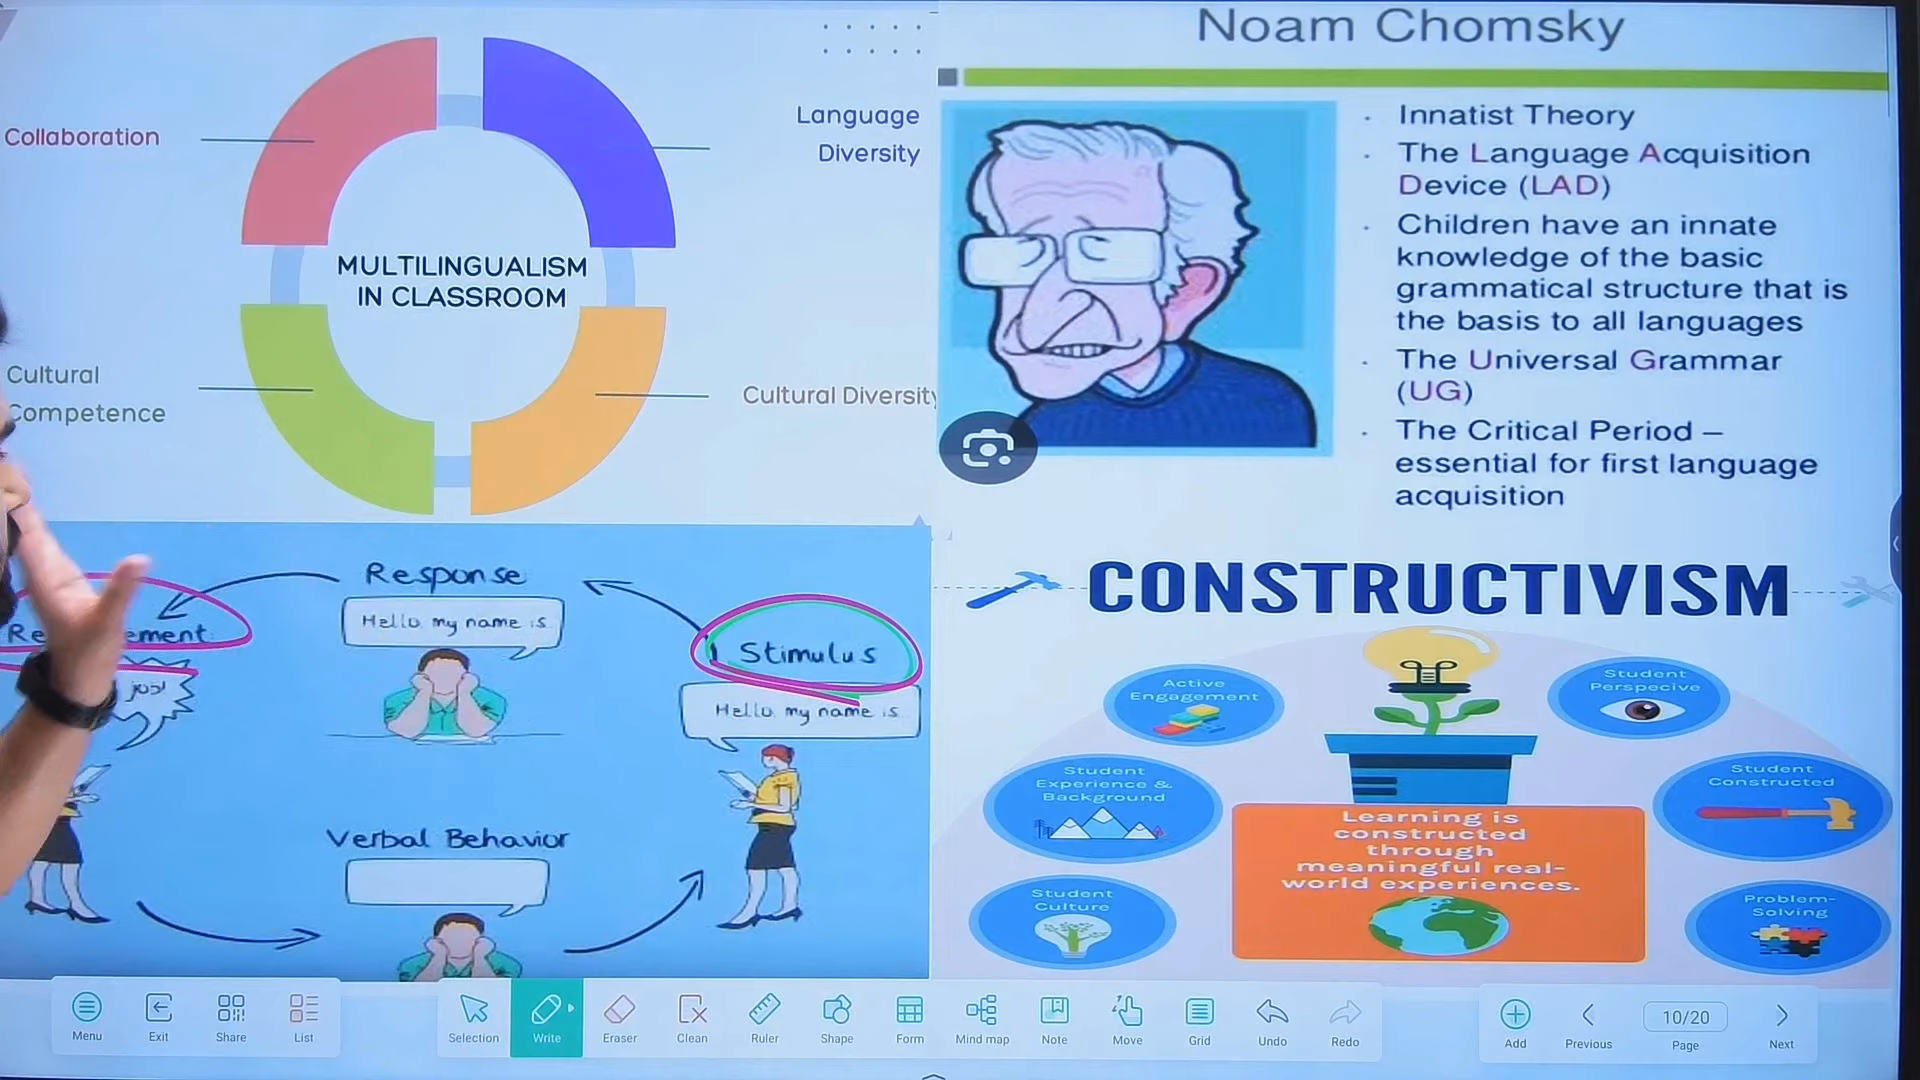 Collaboration
Language
Diversity
MULTILINGUALISM
IN CLASSROOM
Cultural
Competence
Cultural Diversity
Noam Chomsky
Innatist Theory
The Language Acquisition
Device (LAD)
Children have an innate
knowledge of the basic
grammatical structure that is
the basis to all languages
The Universal Grammar
(UG)
The Critical Period –
essential for first language
acquisition
Response
Hello my name is
Stimulus
Hello my name is
job!
Verbal Behavior
CONSTRUCTIVISM
Active
Engagement
Student
Perspecive
Student
Experience &
Background
Student
Constructed
Student
Culture
Problem-
Solving
Learning is
constructed
through
meaningful real-
world experiences.
Menu
Exit
Share
List
Selection
Write
Eraser
Clean
Ruler
Shape
Form
Mind map
Note
Move
Grid
Undo
Redo
Add
Previous
10/20
Page
Next